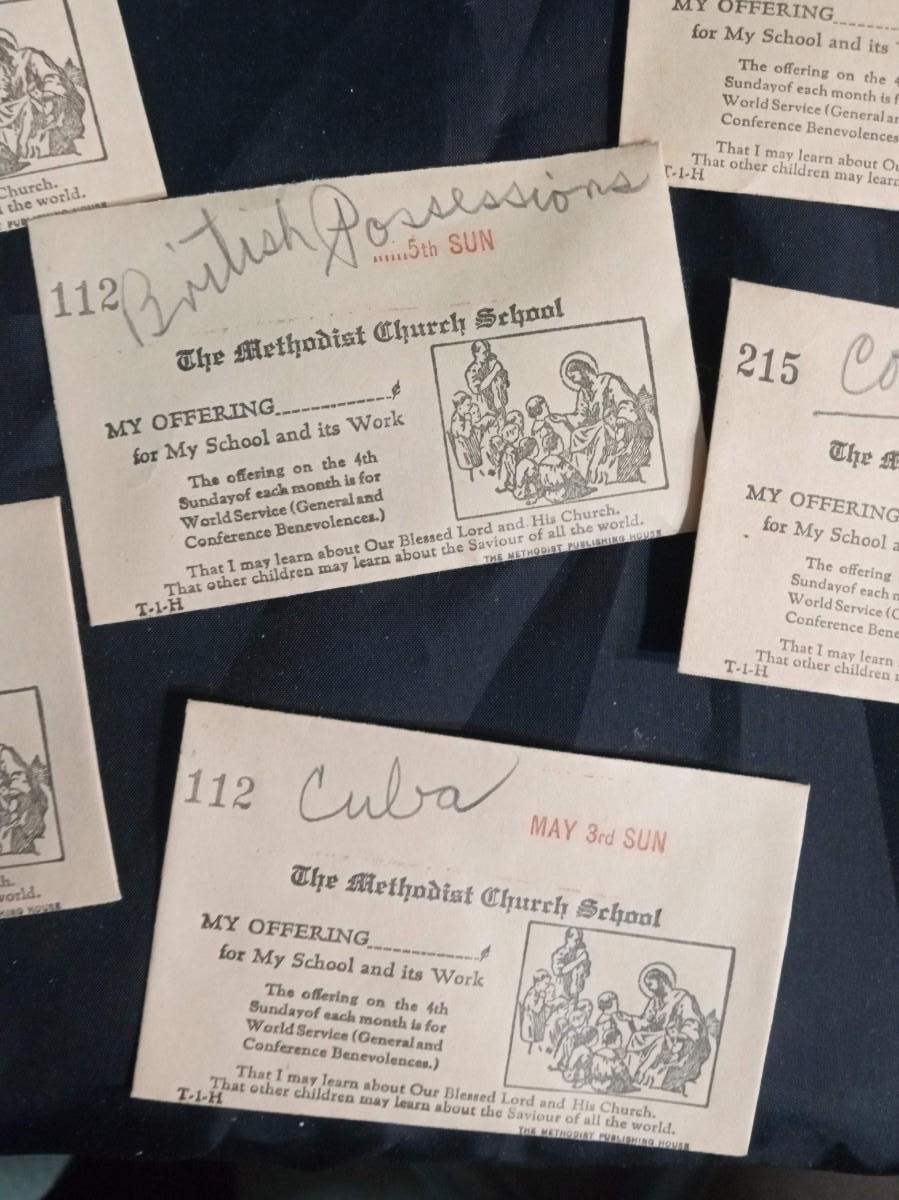 Church.
the world.
MY OFFERING
for My School and its
The offering on the 4
Sundayof each month is f
World Service (General an
Conference Benevolences
That I may learn about Ou
That other children may learn
T-1-H
British Possessions
......5th SUN
112
The Methodist Church School
MY OFFERING------------¢
for My School and its Work
The offering on the 4th
Sundayof each month is for
World Service (General and
Conference Benevolences.)
That I may learn about Our Blessed Lord and His Church.
That other children may learn about the Saviour of all the world.
THE METHODIST PUBLISHING HOUSE
T-1-H
215 Co
The M
MY OFFERING
for My School a
The offering
Sundayof each m
World Service (G
Conference Bene
That I may learn
That other children
T-1-H
h.
world.
112 Cuba
MAY 3rd SUN
The Methodist Church School
MY OFFERING------------¢
for My School and its Work
The offering on the 4th
Sundayof each month is for
World Service (General and
Conference Benevolences.)
That I may learn about Our Blessed Lord and His Church.
That other children may learn about the Saviour of all the world.
THE METHODIST PUBLISHING HOUSE
T-1-H